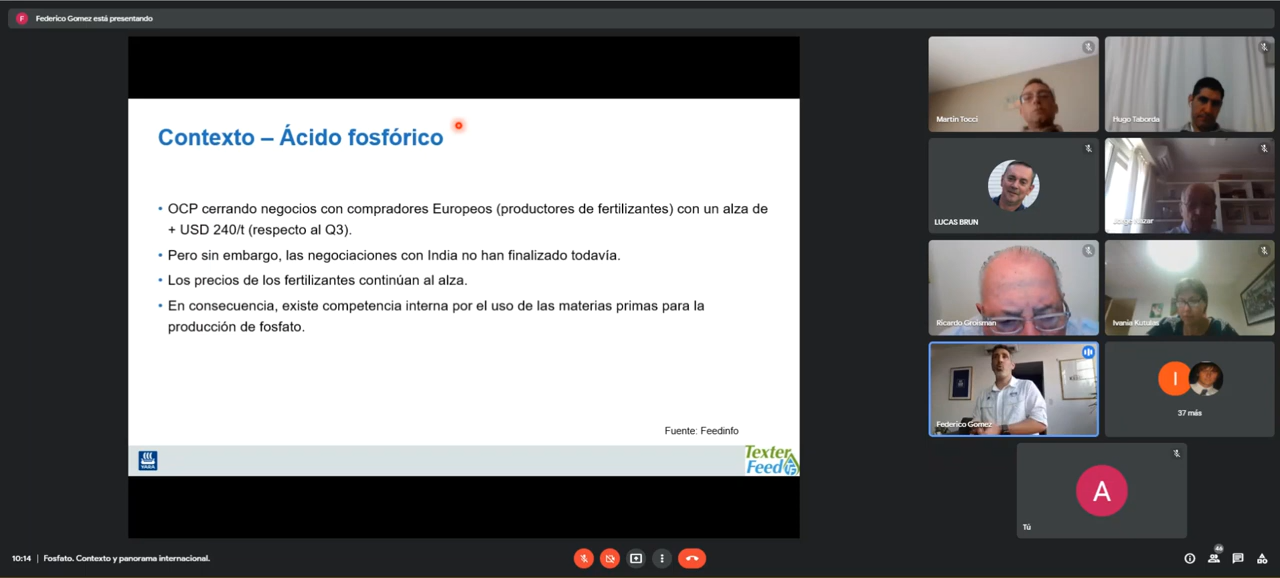 F
Federico Gomez está presentando
Contexto – Ácido fosfórico
• OCP cerrando negocios con compradores Europeos (productores de fertilizantes) con un alza de
+ USD 240/t (respecto al Q3).
• Pero sin embargo, las negociaciones con India no han finalizado todavía.
• Los precios de los fertilizantes continúan al alza.
• En consecuencia, existe competencia interna por el uso de las materias primas para la
producción de fosfato.
Fuente: Feedinfo
YARA
Texter
Feed
Martín Tocci
Hugo Taborda
LUCAS BRUN
Ricardo Groisman
Ivania Kutulas
Federico Gomez
I
37 más
A
Tú
10:14 | Fosfato. Contexto y panorama internacional.